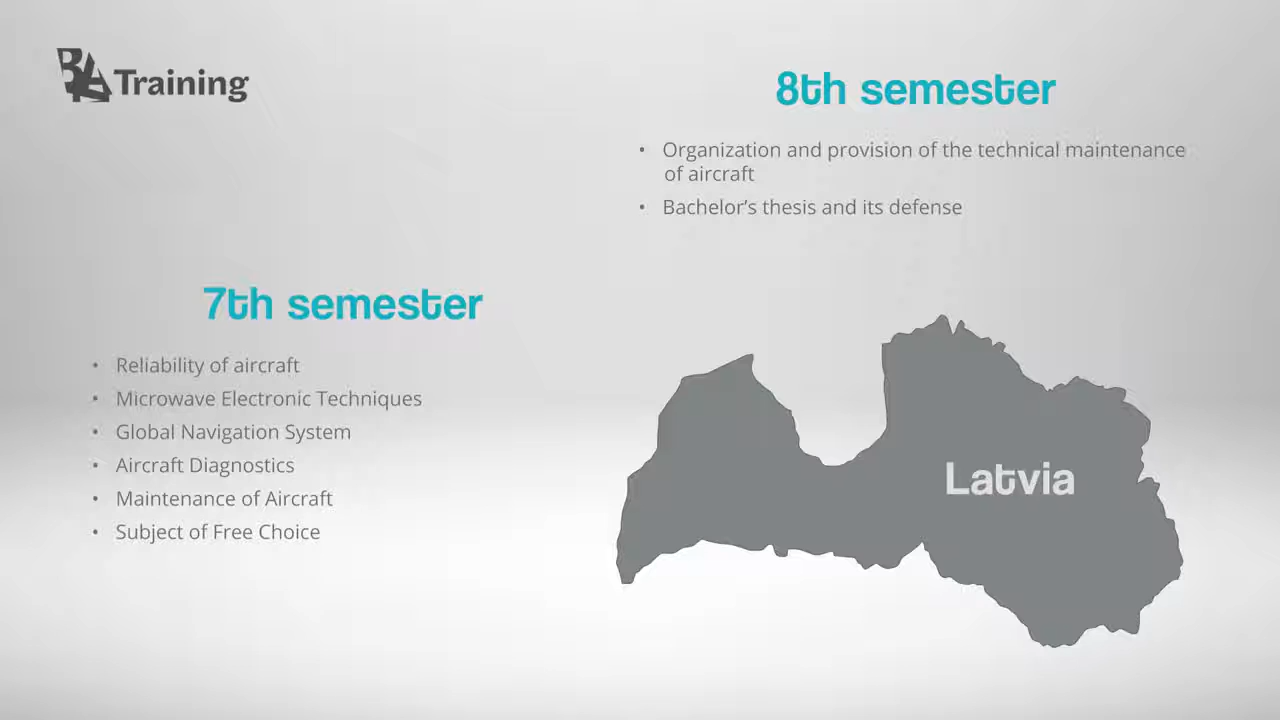 BAA Training
8th semester
• Organization and provision of the technical maintenance
of aircraft
• Bachelor’s thesis and its defense
7th semester
• Reliability of aircraft
• Microwave Electronic Techniques
• Global Navigation System
• Aircraft Diagnostics
• Maintenance of Aircraft
• Subject of Free Choice
Latvia